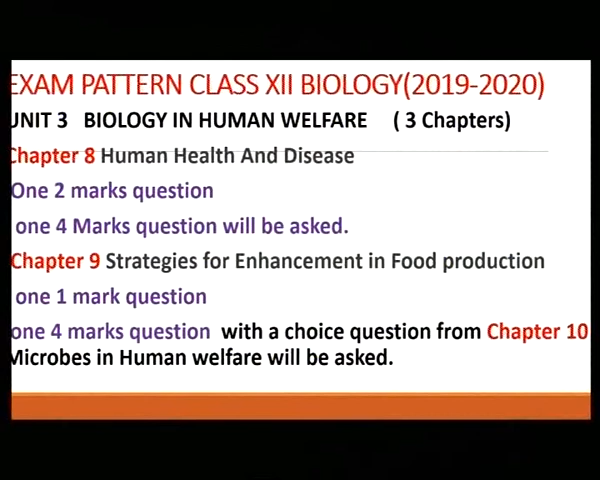 EXAM PATTERN CLASS XII BIOLOGY(2019-2020)
UNIT 3 BIOLOGY IN HUMAN WELFARE ( 3 Chapters)
Chapter 8 Human Health And Disease
One 2 marks question
one 4 Marks question will be asked.
Chapter 9 Strategies for Enhancement in Food production
one 1 mark question
one 4 marks question with a choice question from Chapter 10
Microbes in Human welfare will be asked.